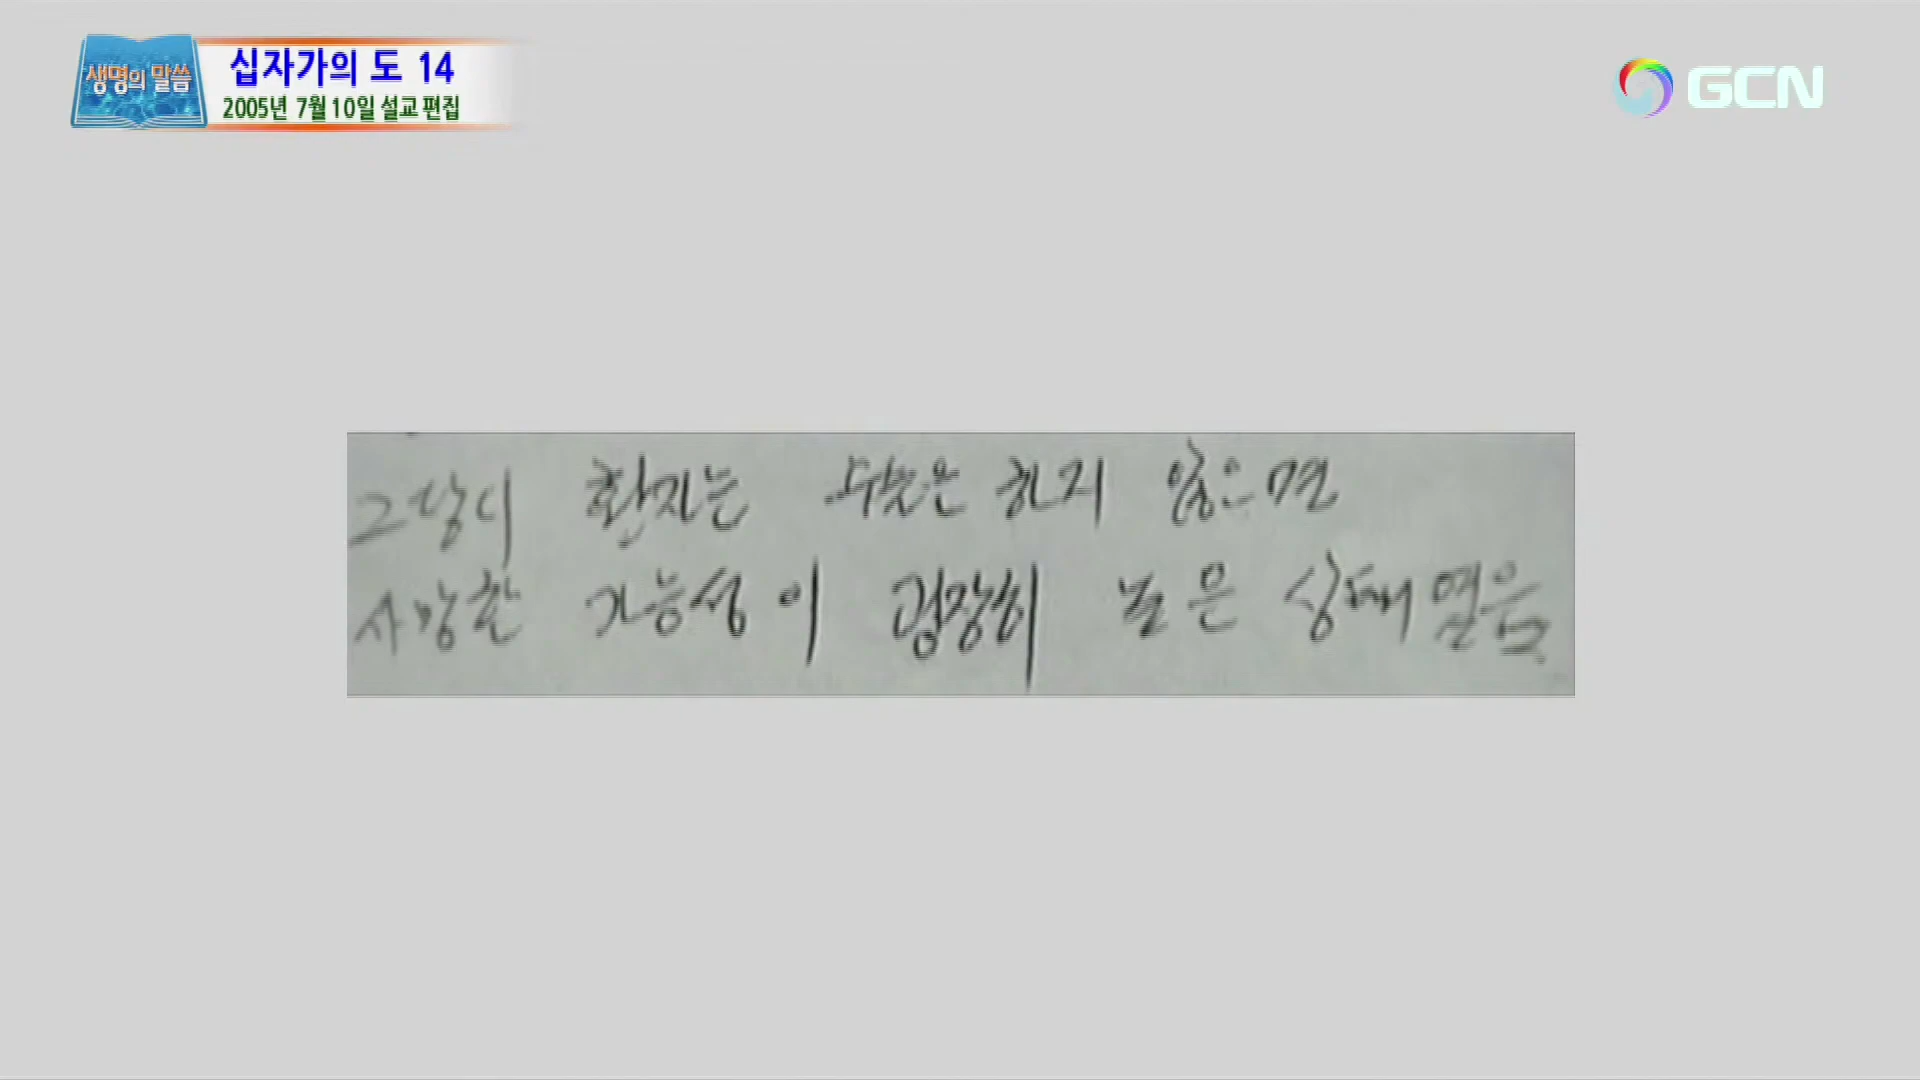 생명의 말씀
십자가의 도 14
2005년 7월 10일 설교 편집
GCN
그 당시 환자는 수술은 하지 않으면
사망할 가능성이 굉장히 높은 상태였음